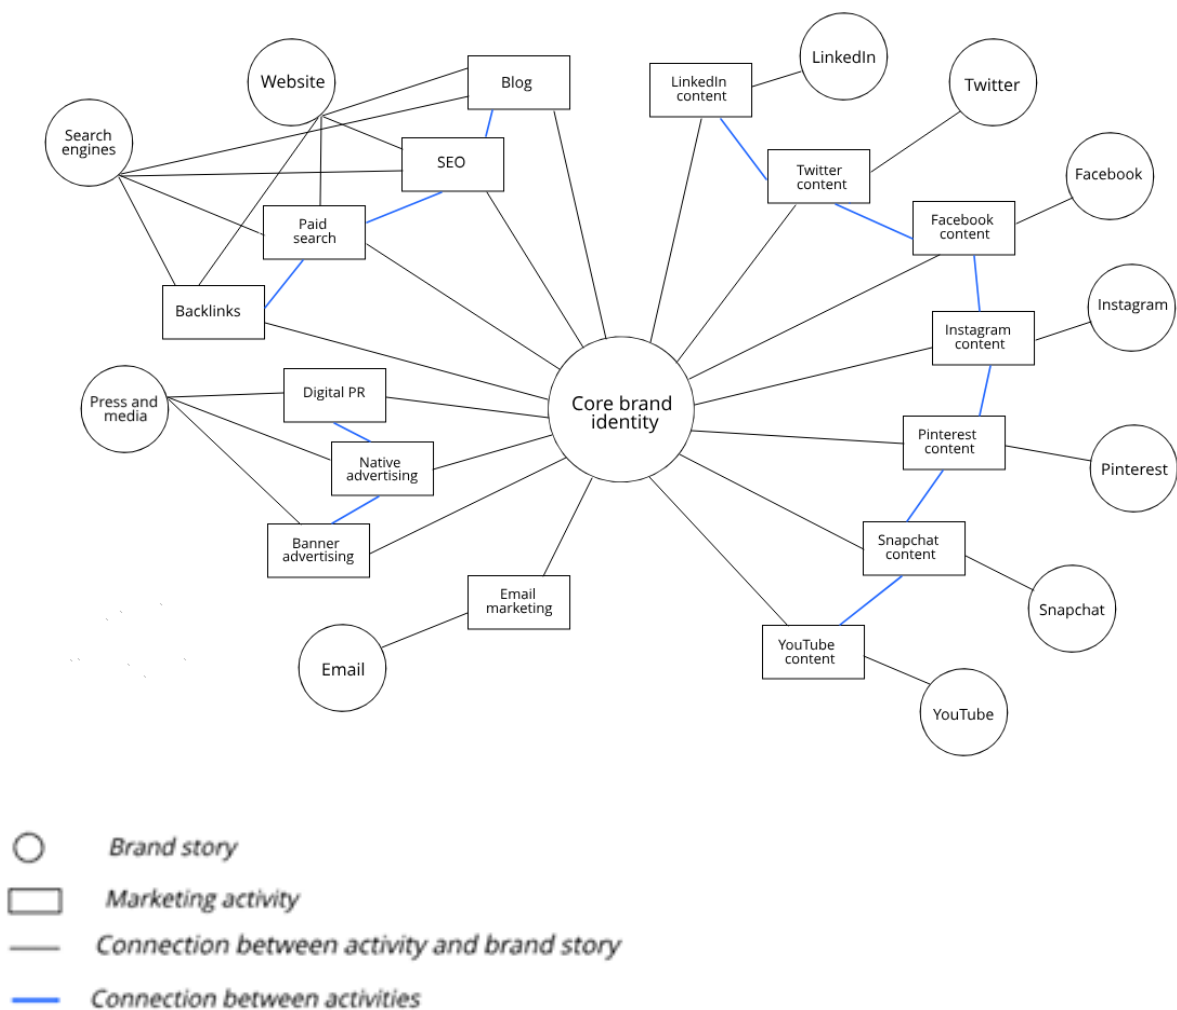 Website
Blog
Search
engines
SEO
Paid
search
Backlinks
LinkedIn
content
LinkedIn
Twitter
Twitter
content
Facebook
Facebook
content
Instagram
Instagram
content
Press and
media
Digital PR
Native
advertising
Banner
advertising
Core brand
identity
Pinterest
content
Pinterest
Snapchat
content
Snapchat
Email
marketing
Email
YouTube
content
YouTube
Brand story
Marketing activity
Connection between activity and brand story
Connection between activities